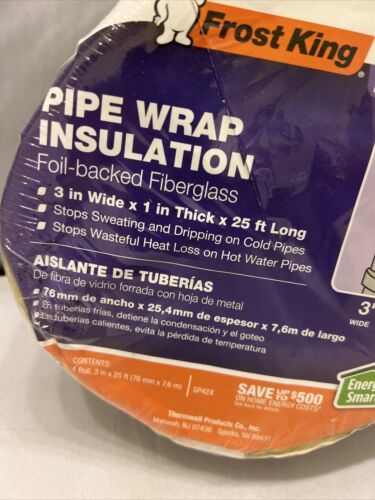 Frost King®
PIPE WRAP
INSULATION
Foil-backed Fiberglass
3 in Wide x 1 in Thick x 25 ft Long
Stops Sweating and Dripping on Cold Pipes
Stops Wasteful Heat Loss on Hot Water Pipes
AISLANTE DE TUBERÍAS
De fibra de vidrio forrada con hoja de metal
76mm de ancho x 25,4mm de espesor x 7,6m de largo
En tuberías frías, detiene la condensación y el goteo
En tuberías calientes, evita la pérdida de temperatura
3"
WIDE
CONTENTS:
1 Roll, 3 in x 25 ft (76 mm x 7,6 m)
SP42X
SAVE UP TO $500
ON HOME ENERGY COSTS*
See back for details.
Energy
Smart
Thermwell Products Co., Inc.
Mahwah, NJ 07430 Sparks, NV 89431